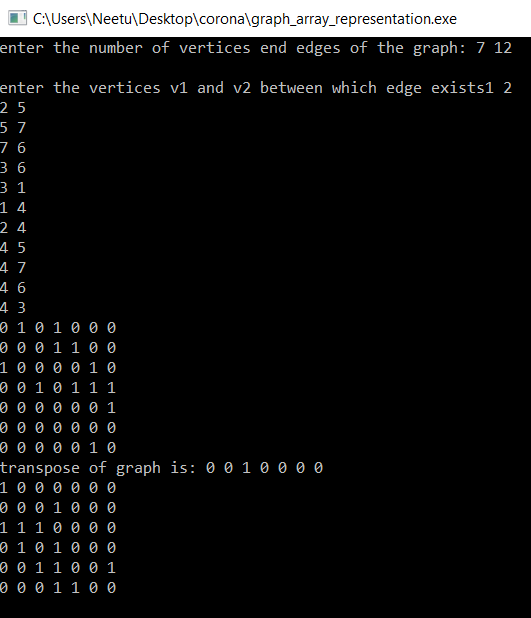 C:\Users\Neetu\Desktop\corona\graph_array_representation.exe
enter the number of vertices end edges of the graph: 7 12
enter the vertices v1 and v2 between which edge exists1 2
2 5
5 7
7 6
3 6
3 1
1 4
2 4
4 5
4 7
4 6
4 3
0 1 0 1 0 0 0
0 0 0 1 1 0 0
1 0 0 0 0 1 0
0 0 1 0 1 1 1
0 0 0 0 0 0 1
0 0 0 0 0 0 0
0 0 0 0 0 1 0
transpose of graph is: 0 0 1 0 0 0 0
1 0 0 0 0 0 0
0 0 0 1 0 0 0
1 1 1 0 0 0 0
0 1 0 1 0 0 0
0 0 1 1 0 0 1
0 0 0 1 1 0 0